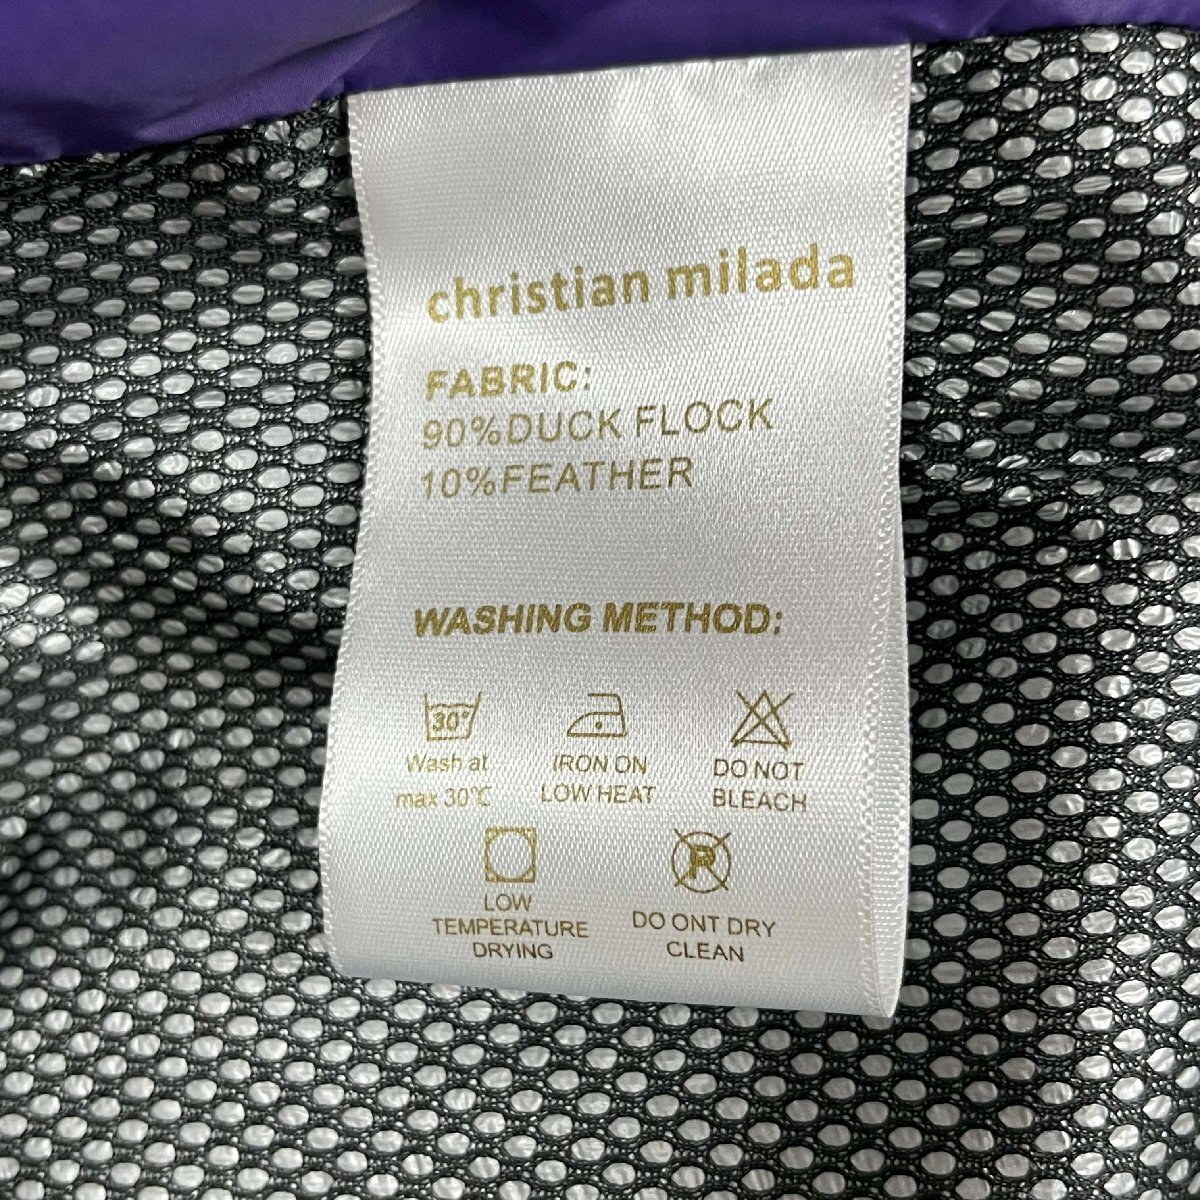 christian milada
FABRIC:
90%DUCK FLOCK
10%FEATHER
WASHING METHOD:
30°
Wash at
max 30℃
IRON ON
LOW HEAT
DO NOT
BLEACH
LOW
TEMPERATURE
DRYING
P
DO ONT DRY
CLEAN